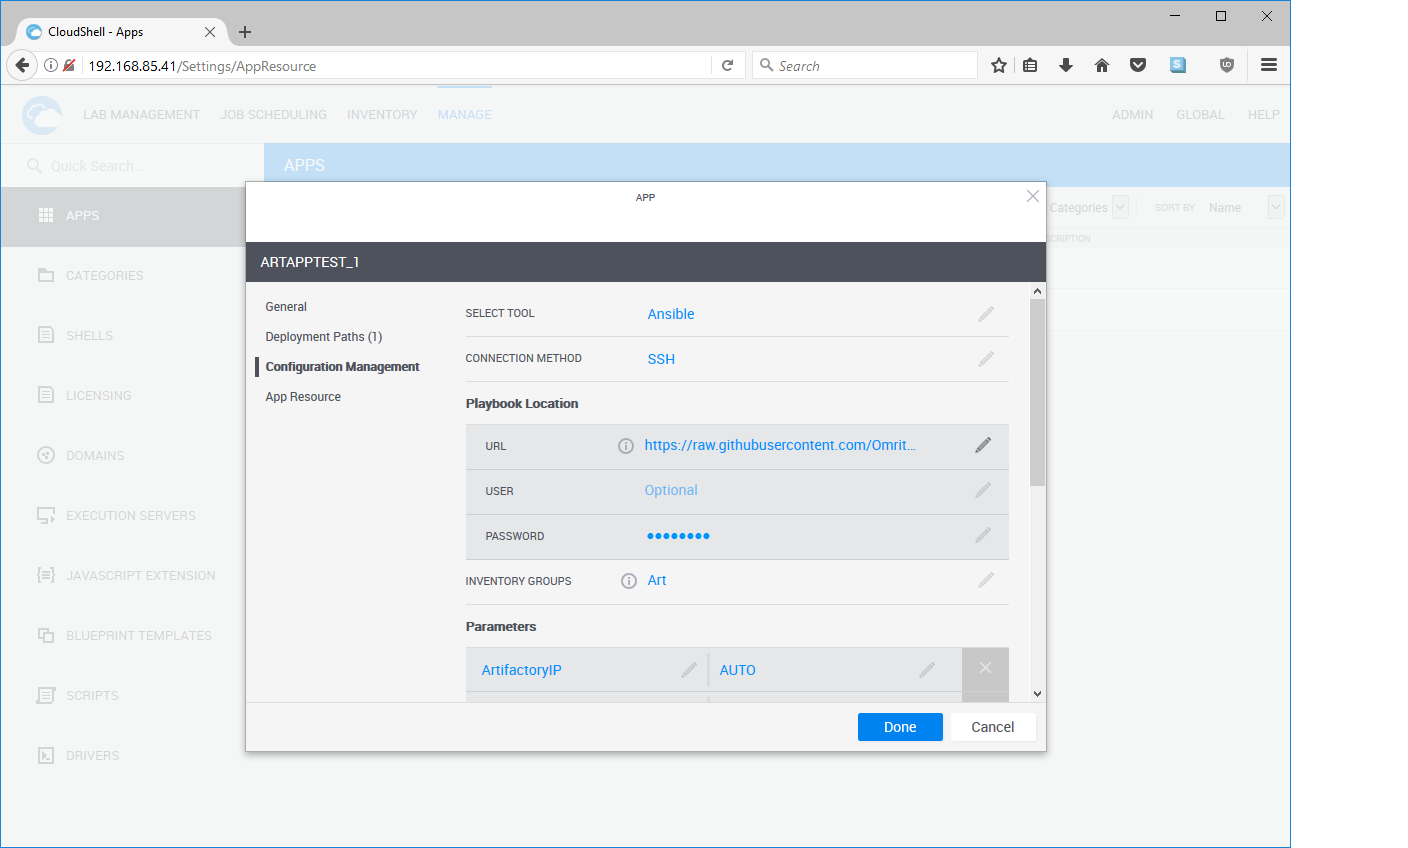 CloudShell - Apps
192.168.85.41/Settings/AppResource
Search
LAB MANAGEMENT JOB SCHEDULING INVENTORY MANAGE ADMIN GLOBAL HELP
Quick Search...
APPS
APPS
CATEGORIES
SHELLS
LICENSING
DOMAINS
EXECUTION SERVERS
JAVASCRIPT EXTENSION
BLUEPRINT TEMPLATES
SCRIPTS
DRIVERS
Categories SORT BY Name
CRIPTION
APP
ARTAPPTEST_1
General
Deployment Paths (1)
Configuration Management
App Resource
SELECT TOOL Ansible
CONNECTION METHOD SSH
Playbook Location
URL https://raw.githubusercontent.com/Omrit...
USER Optional
PASSWORD ••••••••
INVENTORY GROUPS Art
Parameters
ArtifactoryIP AUTO
Done Cancel